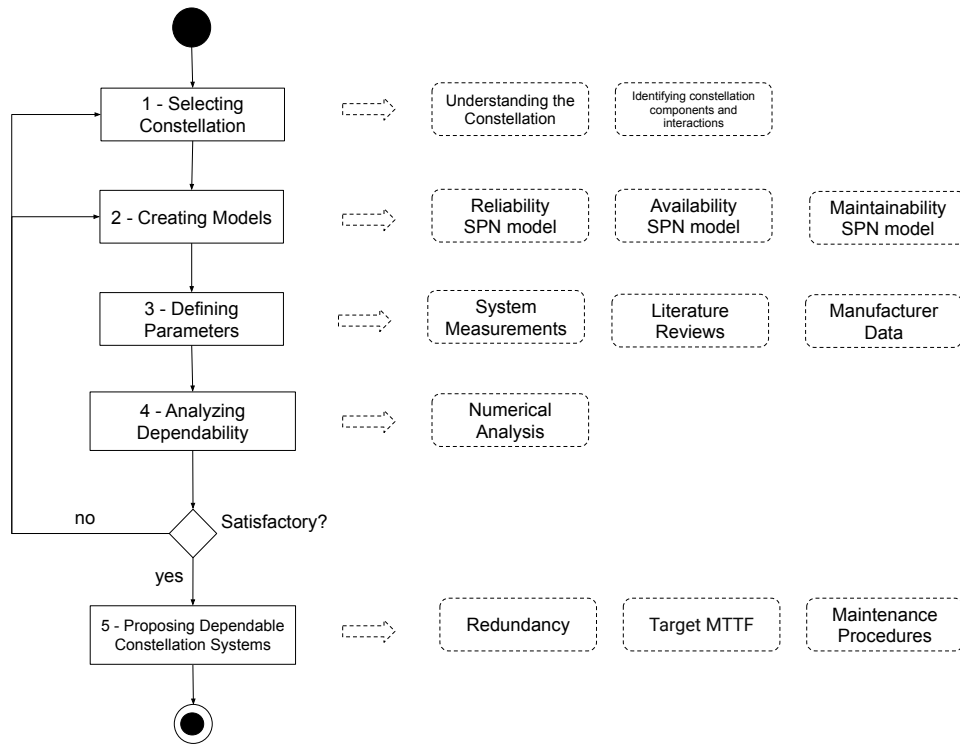 1 - Selecting
Constellation
Understanding the
Constellation
Identifying constellation
components and
interactions
2 - Creating Models
Reliability
SPN model
Availability
SPN model
Maintainability
SPN model
3 - Defining
Parameters
System
Measurements
Literature
Reviews
Manufacturer
Data
4 - Analyzing
Dependability
Numerical
Analysis
no
Satisfactory?
yes
5 - Proposing Dependable
Constellation Systems
Redundancy
Target MTTF
Maintenance
Procedures